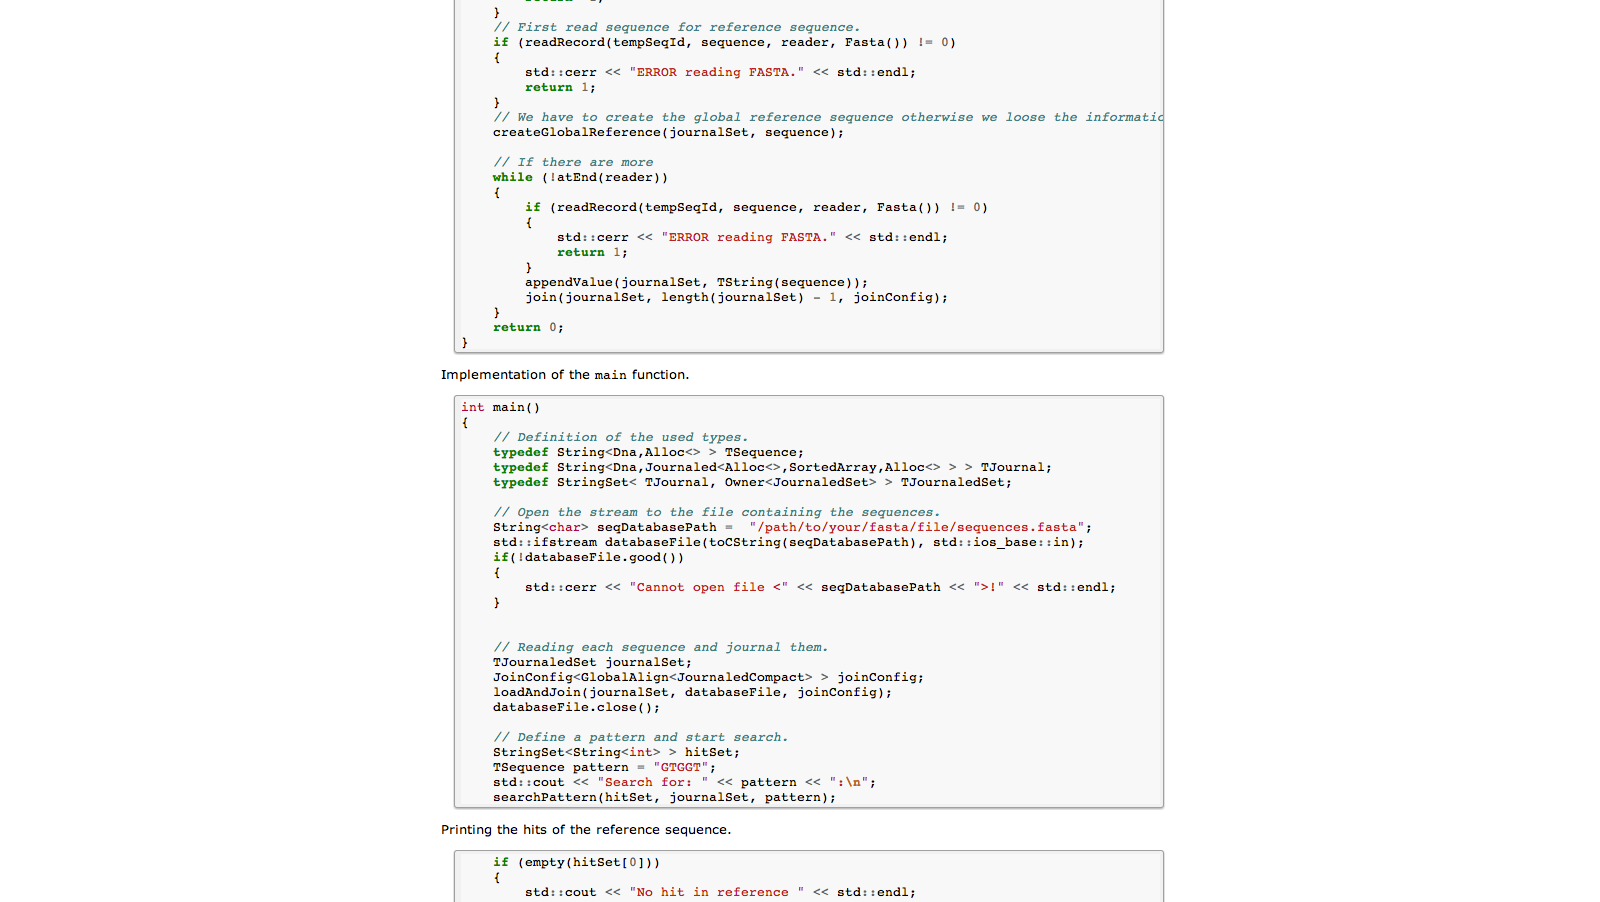 }
// First read sequence for reference sequence.
if (readRecord(tempSeqId, sequence, reader, Fasta()) != 0)
{
std::cerr << "ERROR reading FASTA." << std::endl;
return 1;
}
// We have to create the global reference sequence otherwise we loose the informatic
createGlobalReference(journalSet, sequence);
// If there are more
while (!atEnd(reader))
{
if (readRecord(tempSeqId, sequence, reader, Fasta()) != 0)
{
std::cerr << "ERROR reading FASTA." << std::endl;
return 1;
}
appendValue(journalSet, TString(sequence));
join(journalSet, length(journalSet) - 1, joinConfig);
}
return 0;
}
Implementation of the main function.
int main()
{
// Definition of the used types.
typedef String<Dna,Alloc<> > TSequence;
typedef String<Dna,Journaled<Alloc<>,SortedArray,Alloc<> > > TJournal;
typedef StringSet< TJournal, Owner<JournaledSet> > TJournaledSet;
// Open the stream to the file containing the sequences.
String<char> seqDatabasePath =  "/path/to/your/fasta/file/sequences.fasta";
std::ifstream databaseFile(toCString(seqDatabasePath), std::ios_base::in);
if(!databaseFile.good())
{
std::cerr << "Cannot open file <" << seqDatabasePath << ">!" << std::endl;
}
// Reading each sequence and journal them.
TJournaledSet journalSet;
JoinConfig<GlobalAlign<JournaledCompact> > joinConfig;
loadAndJoin(journalSet, databaseFile, joinConfig);
databaseFile.close();
// Define a pattern and start search.
StringSet<String<int> > hitSet;
TSequence pattern = "GTGGT";
std::cout << "Search for: " << pattern << ":\n";
searchPattern(hitSet, journalSet, pattern);
Printing the hits of the reference sequence.
if (empty(hitSet[0]))
{
std::cout << "No hit in reference " << std::endl;